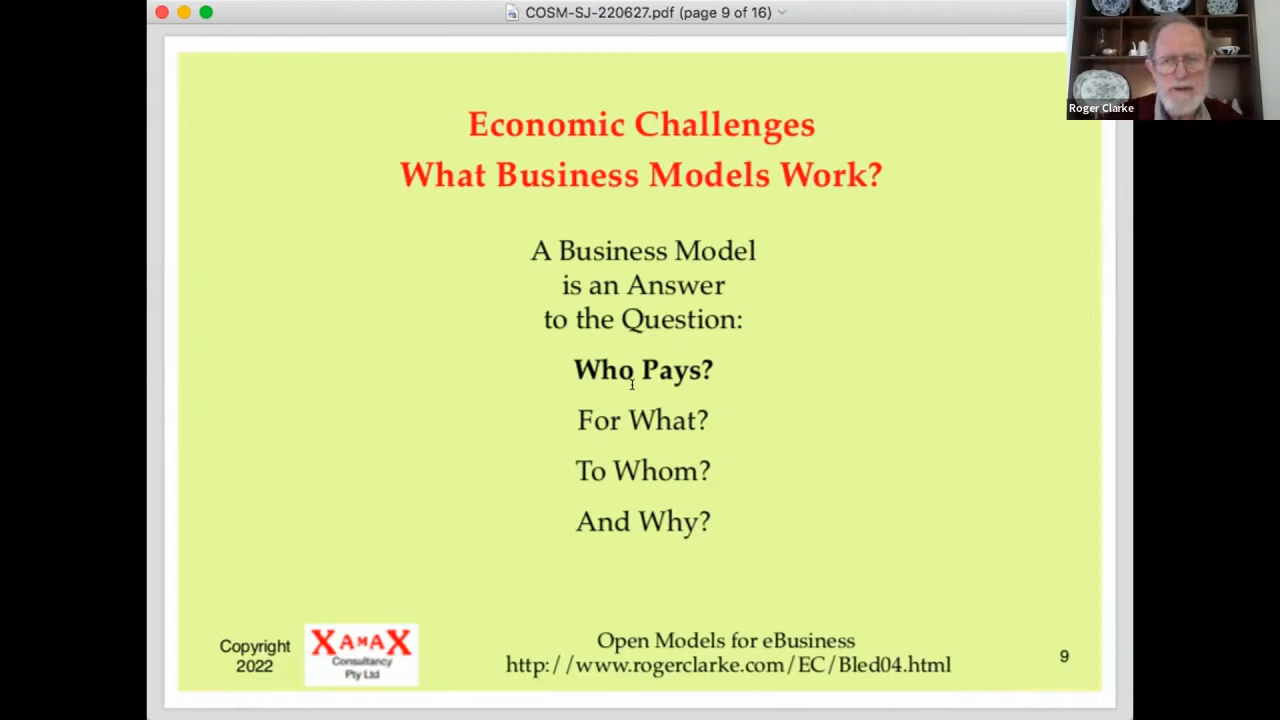 COSM-SJ-220627.pdf (page 9 of 16)
Roger Clarke
Economic Challenges
What Business Models Work?
A Business Model
is an Answer
to the Question:
Who Pays?
For What?
To Whom?
And Why?
Copyright
2022
XAMAX
Consultancy
Pty Ltd
Open Models for eBusiness
http://www.rogerclarke.com/EC/Bled04.html
9